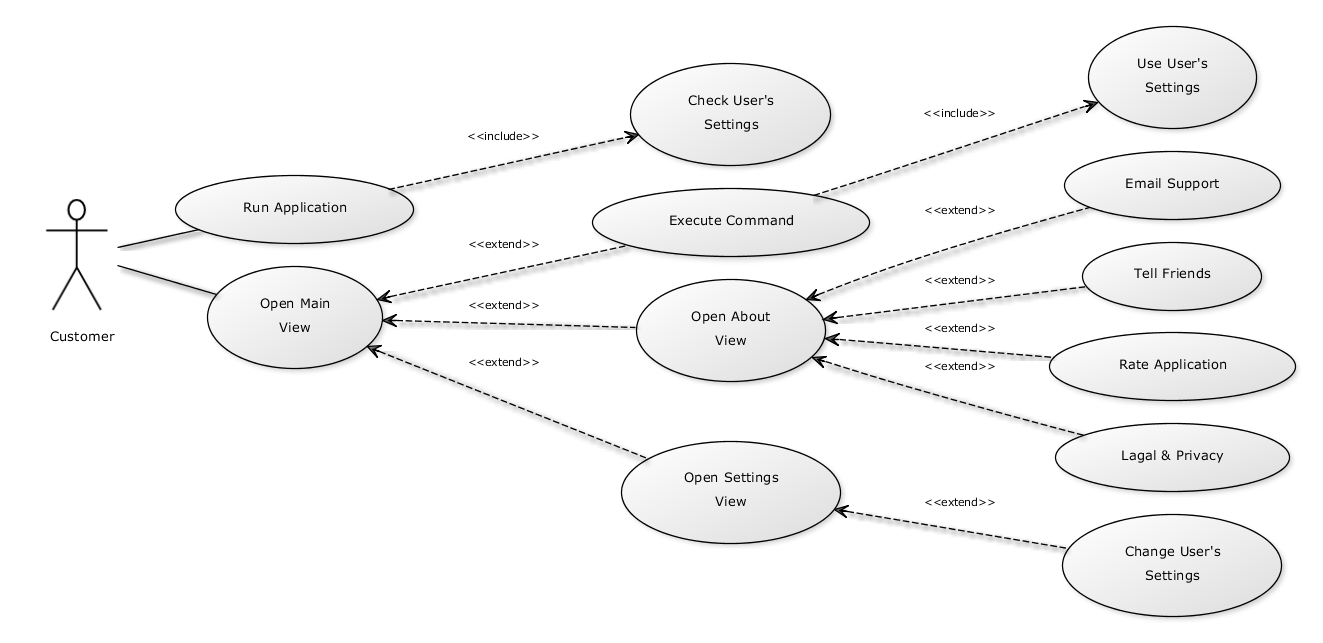 Use User's
Settings
Check User's
Settings
<<include>>
<<include>>
Email Support
Run Application
Execute Command
<<extend>>
<<extend>>
Tell Friends
<<extend>>
Open Main
View
<<extend>>
Open About
View
<<extend>>
Customer
<<extend>>
<<extend>>
Rate Application
Lagal & Privacy
Open Settings
View
<<extend>>
Change User's
Settings